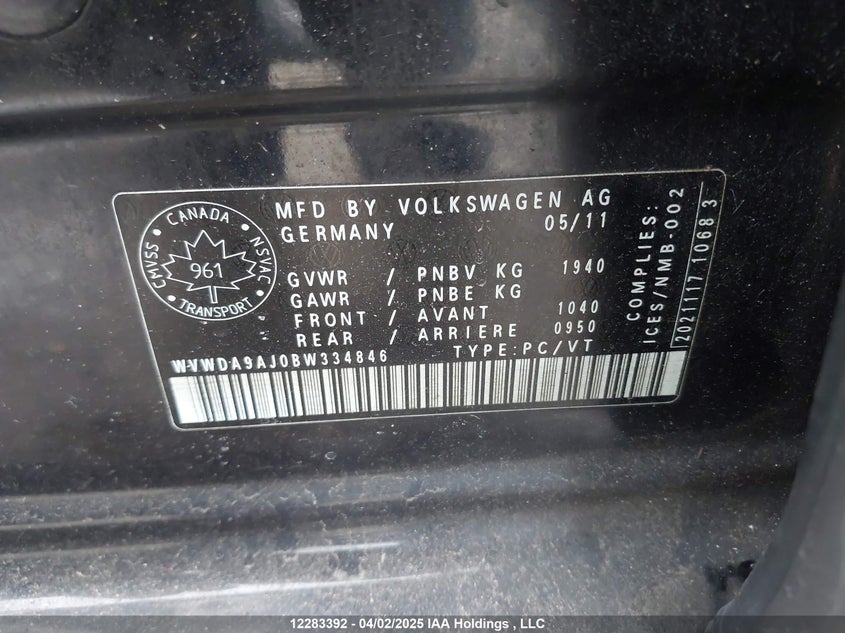 CANADA
CMVSS
NSVAC
961
TRANSPORT
MFD BY VOLKSWAGEN AG
GERMANY 05/11
GVWR / PNBV KG 1940
GAWR / PNBE KG
FRONT / AVANT 1040
REAR / ARRIERE 0950
WVWDA9AJ0BW334846 TYPE:PC/VT
COMPLIES:
ICES/NMB-002
2021117 1068 3
12283392 - 04/02/2025 IAA Holdings , LLC